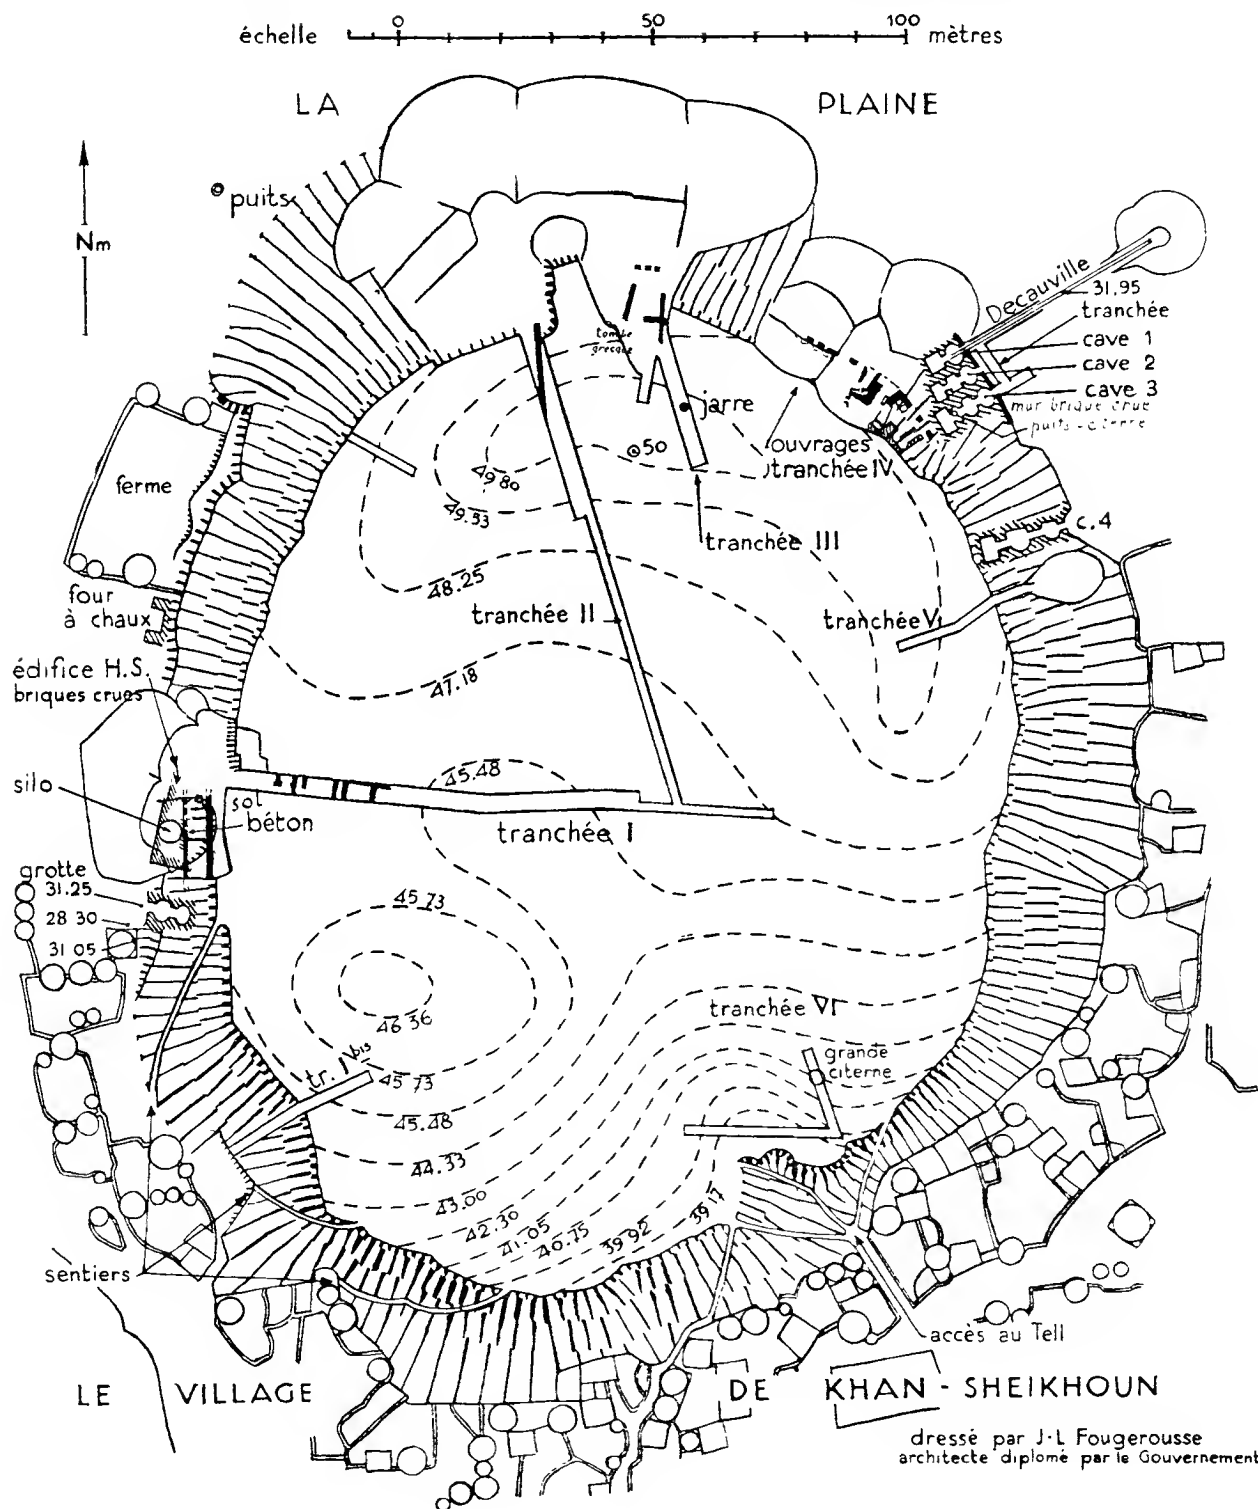 échelle 0 50 100 mètres
LA PLAINE
puits
Nm
Decauville
31.95
tranchée
cave 1
cave 2
cave 3
mur brique crue
puits-citerne
tombe
grecque
jarre
50
ouvrages
tranchée IV
ferme
49.80
49.53
tranchée III
c.4
48.25
four
à chaux
tranchée II
tranchée V
édifice H.S.
briques crues
47.18
45.48
silo
sol
béton
tranchée I
grotte
31.25
28 30
31 05
45.73
46 36
tranchée VI
grande
citerne
tr. I bis
45 73
45.48
44.33
43.00
42.30
41.05
40.75
39 92
39 17
sentiers
accès au Tell
LE VILLAGE DE KHAN-SHEIKHOUN
dressé par J-L Fougerousse
architecte diplomé par le Gouvernement